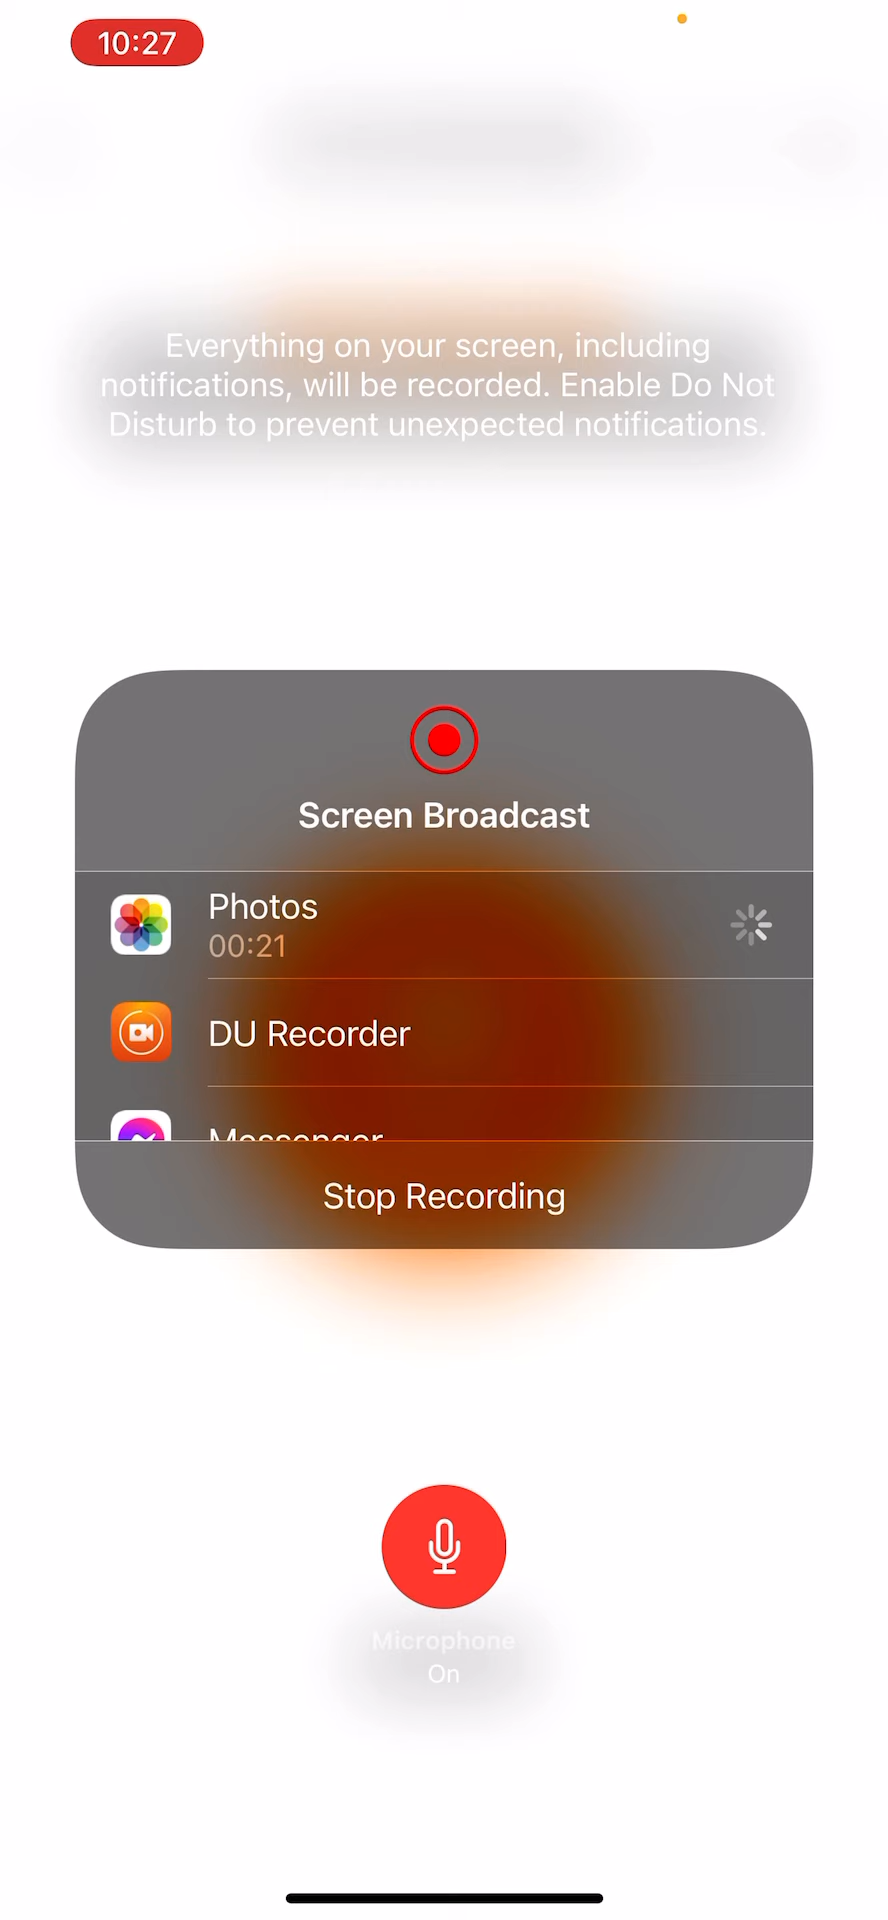 10:27
Everything on your screen, including
notifications, will be recorded. Enable Do Not
Disturb to prevent unexpected notifications.
Screen Broadcast
Photos
00:21
DU Recorder
Messenger
Stop Recording
Microphone
On